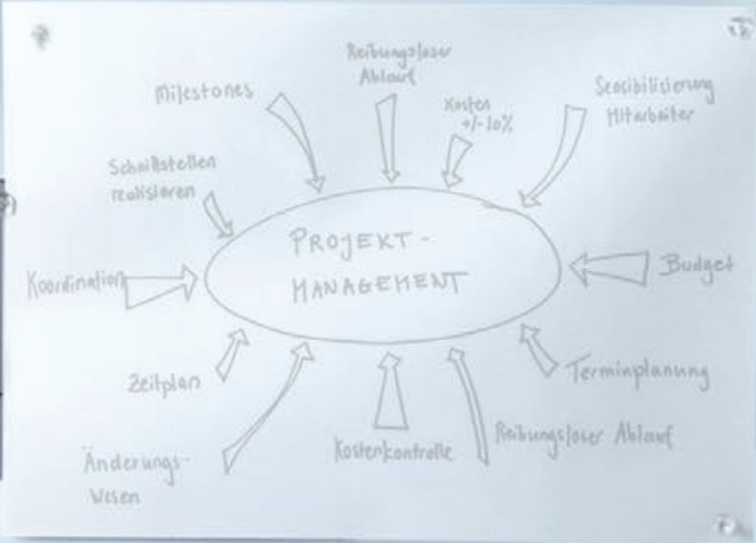 Reibungsloser
Ablauf
Milestones
Kosten
+/-10%
Sensibilisierung
Mitarbeiter
Schnittstellen
realisieren
PROJEKT-
MANAGEMENT
Koordination
Budget
Zeitplan
Terminplanung
Änderungs-
Wesen
Kostenkontrolle
Reibungsloser Ablauf